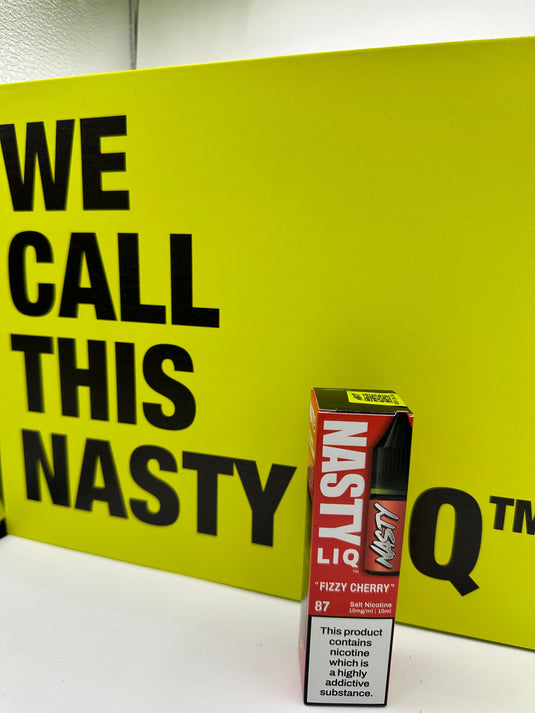 WE
CALL
THIS
NASTY Q™
NASTY
LIQ™
NASTY
"FIZZY CHERRY"
87
Salt Nicotine
10mg/ml | 10ml
This product
contains
nicotine
which is
a highly
addictive
substance.